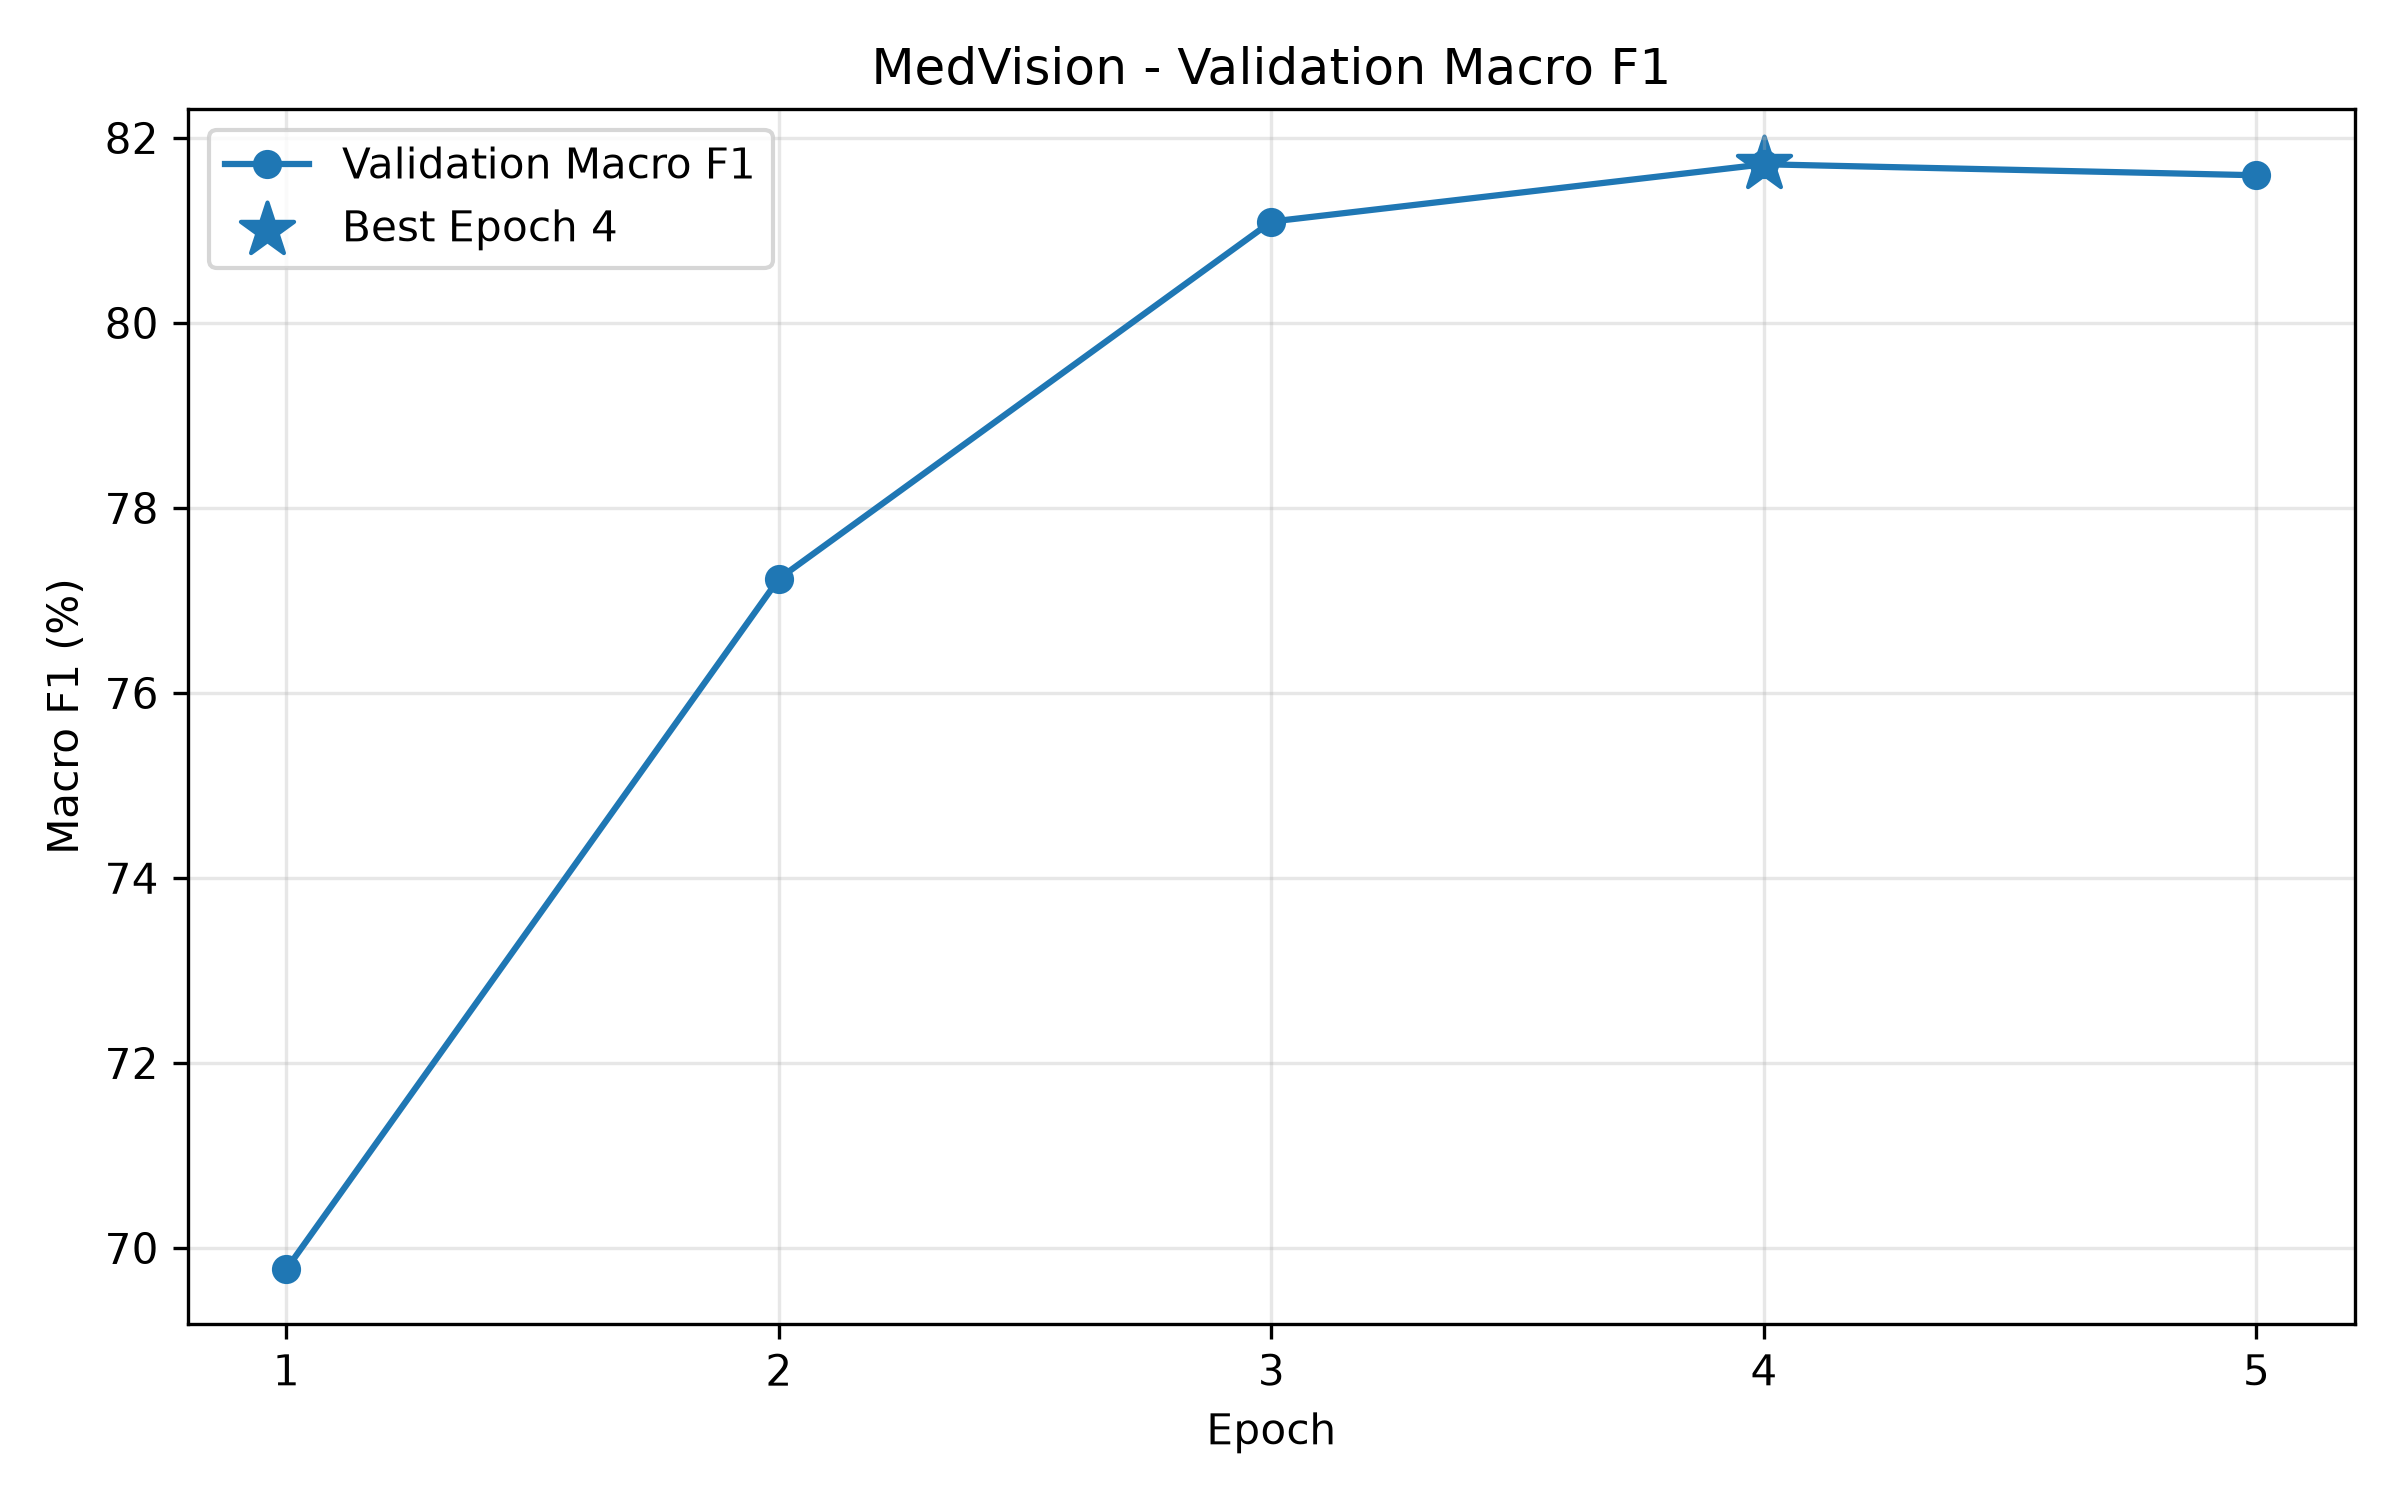 MedVision - Validation Macro F1
Validation Macro F1
Best Epoch 4
Macro F1 (%)
82
80
78
76
74
72
70
1 2 3 4 5
Epoch